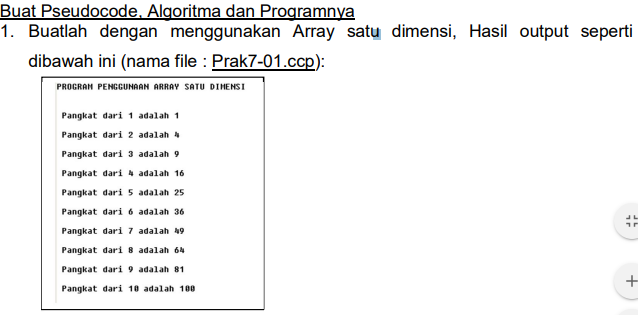 Buat Pseudocode, Algoritma dan Programnya
1. Buatlah dengan menggunakan Array satu dimensi, Hasil output seperti
dibawah ini (nama file : Prak7-01.ccp):
PROGRAM PENGGUNAAN ARRAY SATU DIMENSI
Pangkat dari 1 adalah 1
Pangkat dari 2 adalah 4
Pangkat dari 3 adalah 9
Pangkat dari 4 adalah 16
Pangkat dari 5 adalah 25
Pangkat dari 6 adalah 36
Pangkat dari 7 adalah 49
Pangkat dari 8 adalah 64
Pangkat dari 9 adalah 81
Pangkat dari 10 adalah 100